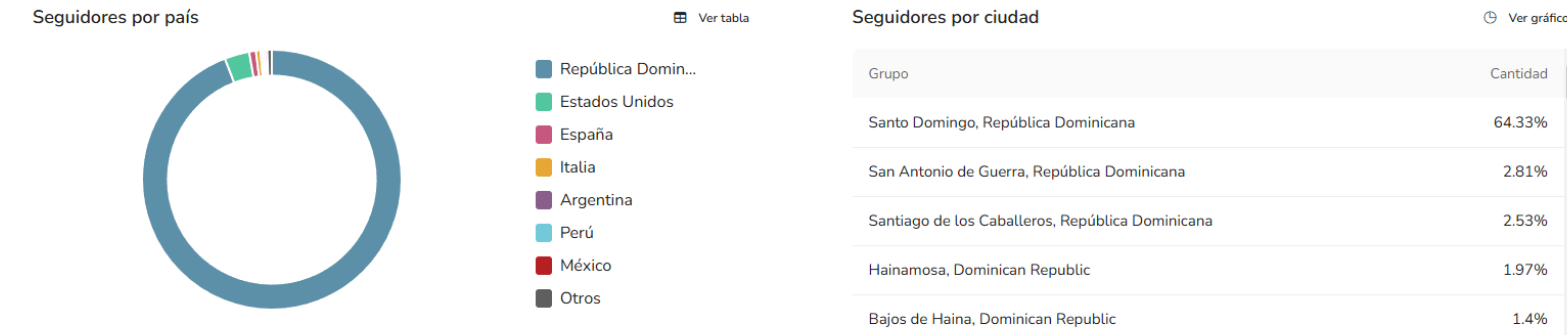 Seguidores por país
Ver tabla
República Domin...
Estados Unidos
España
Italia
Argentina
Perú
México
Otros
Seguidores por ciudad
Ver gráfico
Grupo Cantidad
Santo Domingo, República Dominicana 64.33%
San Antonio de Guerra, República Dominicana 2.81%
Santiago de los Caballeros, República Dominicana 2.53%
Hainamosa, Dominican Republic 1.97%
Bajos de Haina, Dominican Republic 1.4%